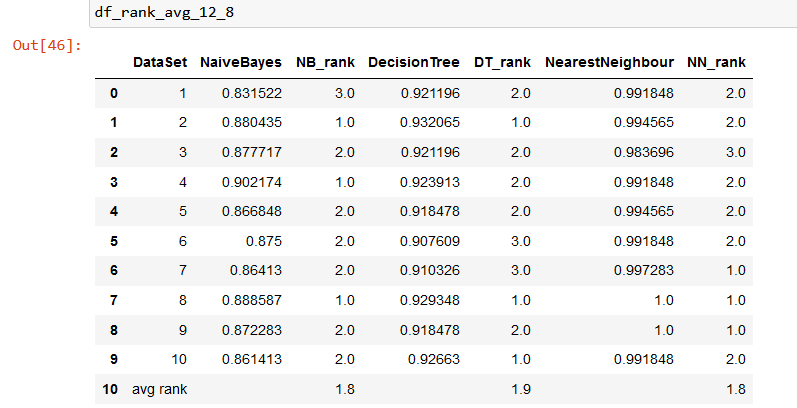 df_rank_avg_12_8
Out[46]:
DataSet NaiveBayes NB_rank DecisionTree DT_rank NearestNeighbour NN_rank
0 1 0.831522 3.0 0.921196 2.0 0.991848 2.0
1 2 0.880435 1.0 0.932065 1.0 0.994565 2.0
2 3 0.877717 2.0 0.921196 2.0 0.983696 3.0
3 4 0.902174 1.0 0.923913 2.0 0.991848 2.0
4 5 0.866848 2.0 0.918478 2.0 0.994565 2.0
5 6 0.875 2.0 0.907609 3.0 0.991848 2.0
6 7 0.86413 2.0 0.910326 3.0 0.997283 1.0
7 8 0.888587 1.0 0.929348 1.0 1.0 1.0
8 9 0.872283 2.0 0.918478 2.0 1.0 1.0
9 10 0.861413 2.0 0.92663 1.0 0.991848 2.0
10 avg rank 1.8 1.9 1.8